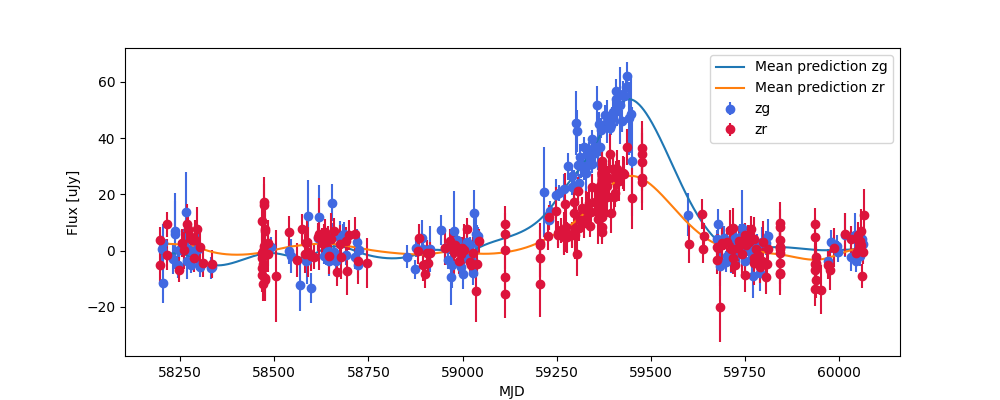 Mean prediction zg
Mean prediction zr
zg
zr
60
40
20
0
−20
Flux [uJy]
58250 58500 58750 59000 59250 59500 59750 60000
MJD